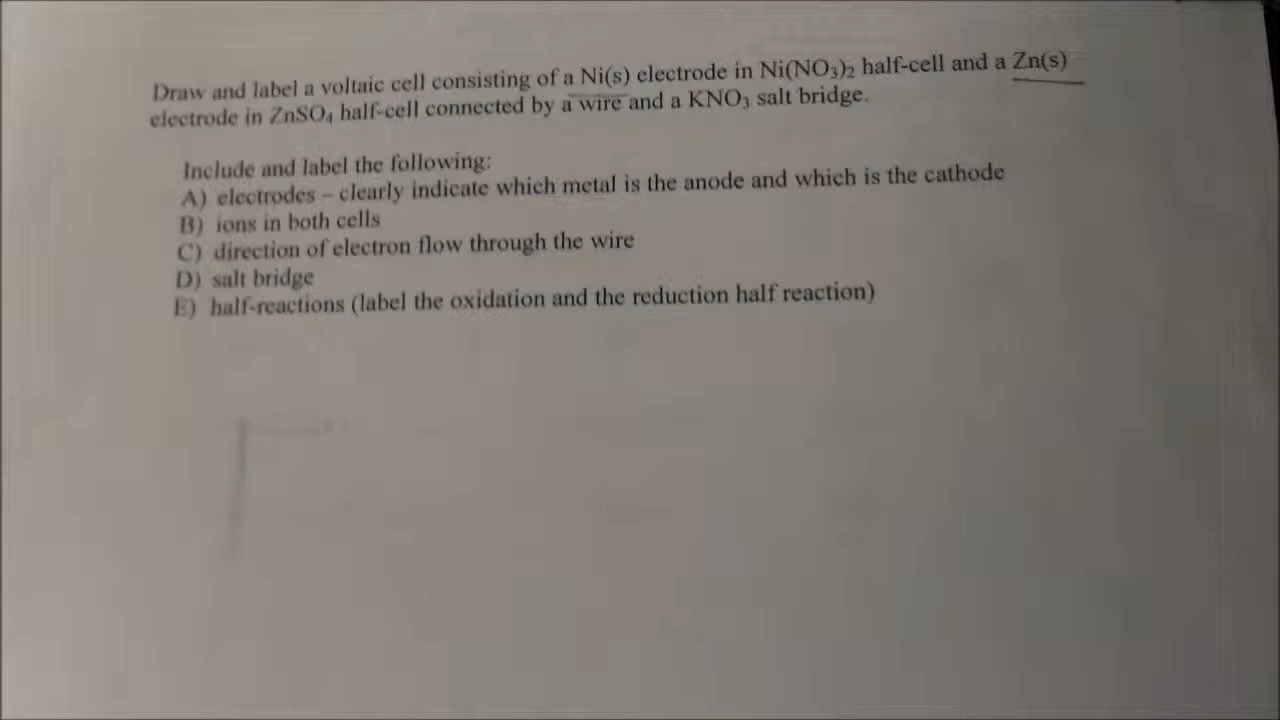 Draw and label a voltaic cell consisting of a Ni(s) electrode in Ni(NO₃)₂ half-cell and a Zn(s)
electrode in ZnSO₄ half-cell connected by a wire and a KNO₃ salt bridge.
Include and label the following:
A) electrodes – clearly indicate which metal is the anode and which is the cathode
B) ions in both cells
C) direction of electron flow through the wire
D) salt bridge
E) half-reactions (label the oxidation and the reduction half reaction)